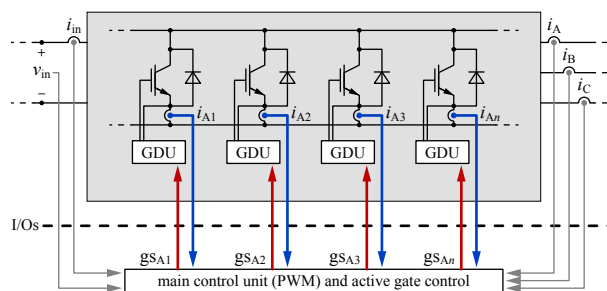 i_in i_A
+
v_in i_B
− i_C
i_A1 i_A2 i_A3 i_An
GDU GDU GDU GDU
I/Os
gs_A1 gs_A2 gs_A3 gs_An
main control unit (PWM) and active gate control